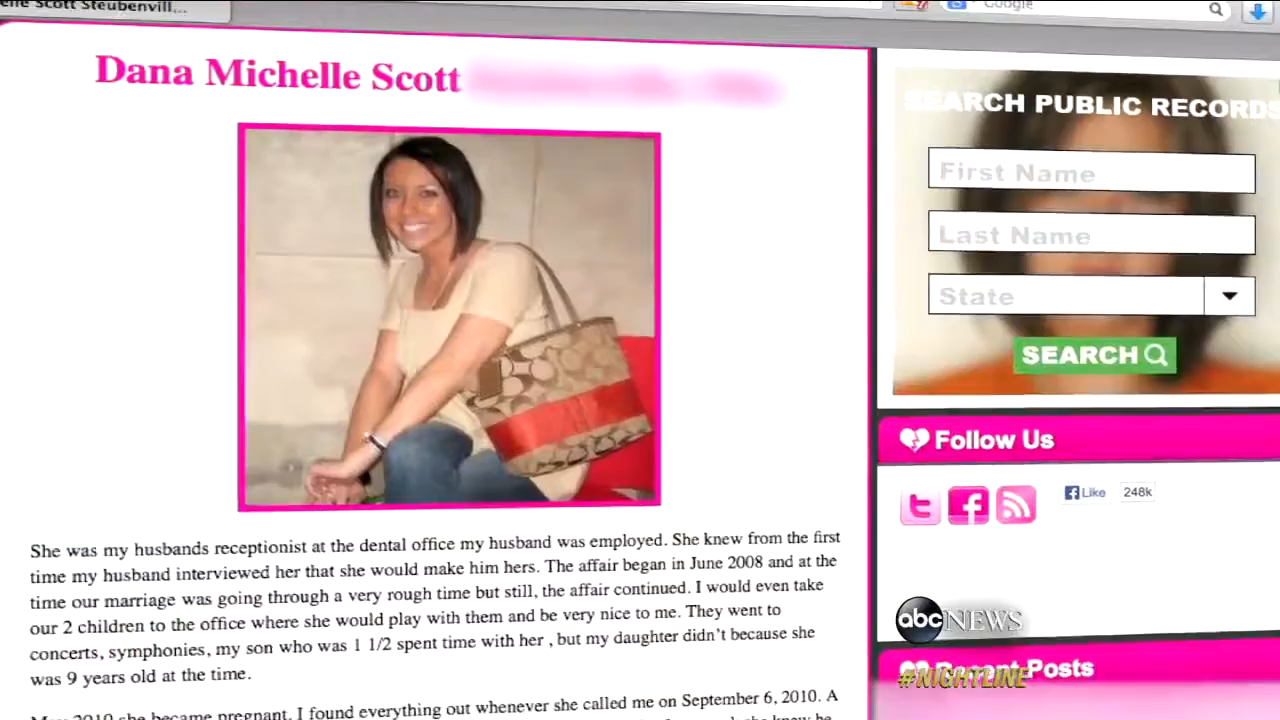 Scott Steubenvill...
Google
Dana Michelle Scott
SEARCH PUBLIC RECORDS
First Name
Last Name
State
SEARCH
Follow Us
Like
248k
She was my husbands receptionist at the dental office my husband was employed. She knew from the first
time my husband interviewed her that she would make him hers. The affair began in June 2008 and at the
time our marriage was going through a very rough time but still, the affair continued. I would even take
our 2 children to the office where she would play with them and be very nice to me. They went to
concerts, symphonies, my son who was 1 1/2 spent time with her , but my daughter didn't because she
was 9 years old at the time.
2010 she became pregnant. I found everything out whenever she called me on September 6, 2010. A
abc NEWS
Recent Posts
#NIGHTLINE